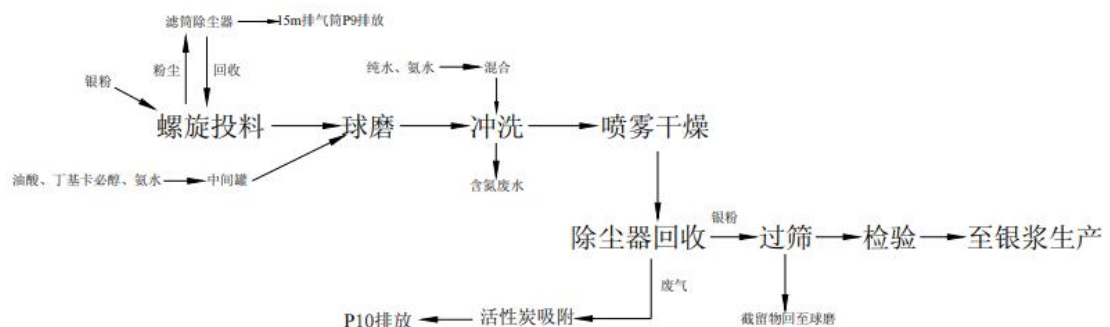 滤筒除尘器
15m排气筒P9排放
粉尘
回收
银粉
纯水、氨水
混合
螺旋投料
球磨
冲洗
喷雾干燥
油酸、丁基卡必醇、氨水
中间罐
含氮废水
除尘器回收
银粉
过筛
检验
至银浆生产
废气
P10排放
活性炭吸附
截留物回至球磨